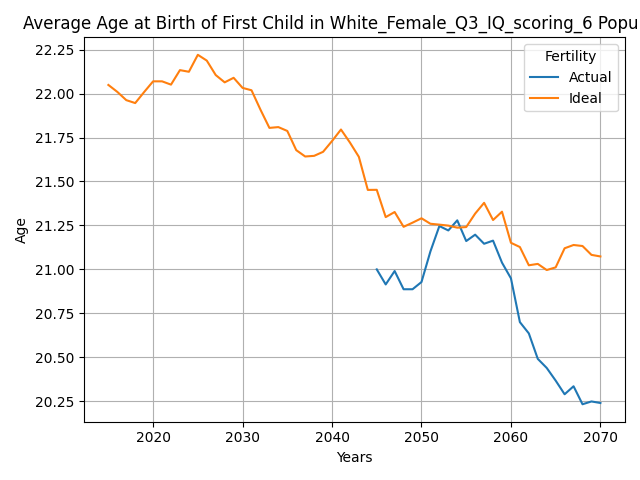 Average Age at Birth of First Child in White_Female_Q3_IQ_scoring_6 Popu
Fertility
Actual
Ideal
22.25
22.00
21.75
21.50
21.25
21.00
20.75
20.50
20.25
Age
2020 2030 2040 2050 2060 2070
Years